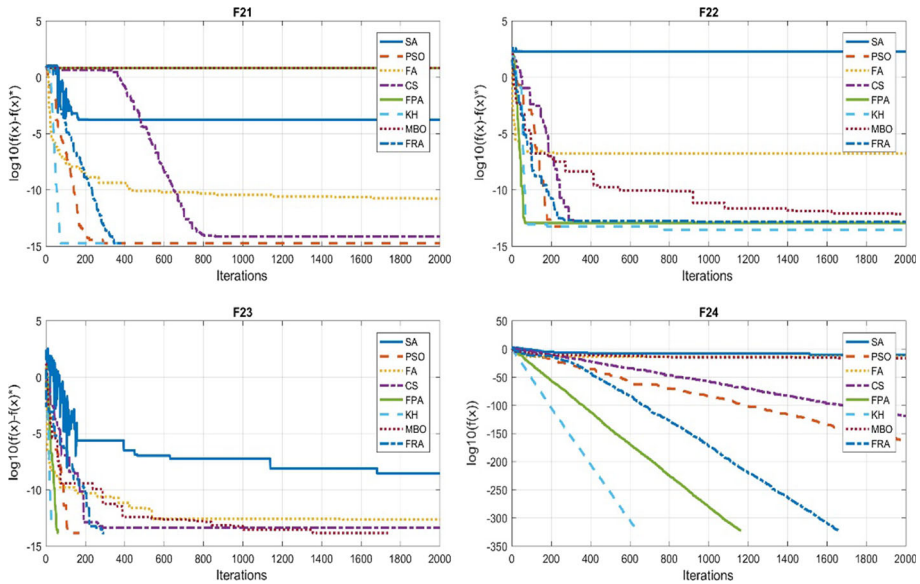 F21
5
0
-5
-10
-15
0 200 400 600 800 1000 1200 1400 1600 1800 2000
Iterations
log10(f(x)-f(x)*)
SA
PSO
FA
CS
FPA
KH
MBO
FRA
F22
5
0
-5
-10
-15
0 200 400 600 800 1000 1200 1400 1600 1800 2000
Iterations
log10(f(x)-f(x)*)
SA
PSO
FA
CS
FPA
KH
MBO
FRA
F23
5
0
-5
-10
-15
0 200 400 600 800 1000 1200 1400 1600 1800 2000
Iterations
log10(f(x)-f(x)*)
SA
PSO
FA
CS
FPA
KH
MBO
FRA
F24
50
0
-50
-100
-150
-200
-250
-300
-350
0 200 400 600 800 1000 1200 1400 1600 1800 2000
Iterations
log10(f(x))
SA
PSO
FA
CS
FPA
KH
MBO
FRA